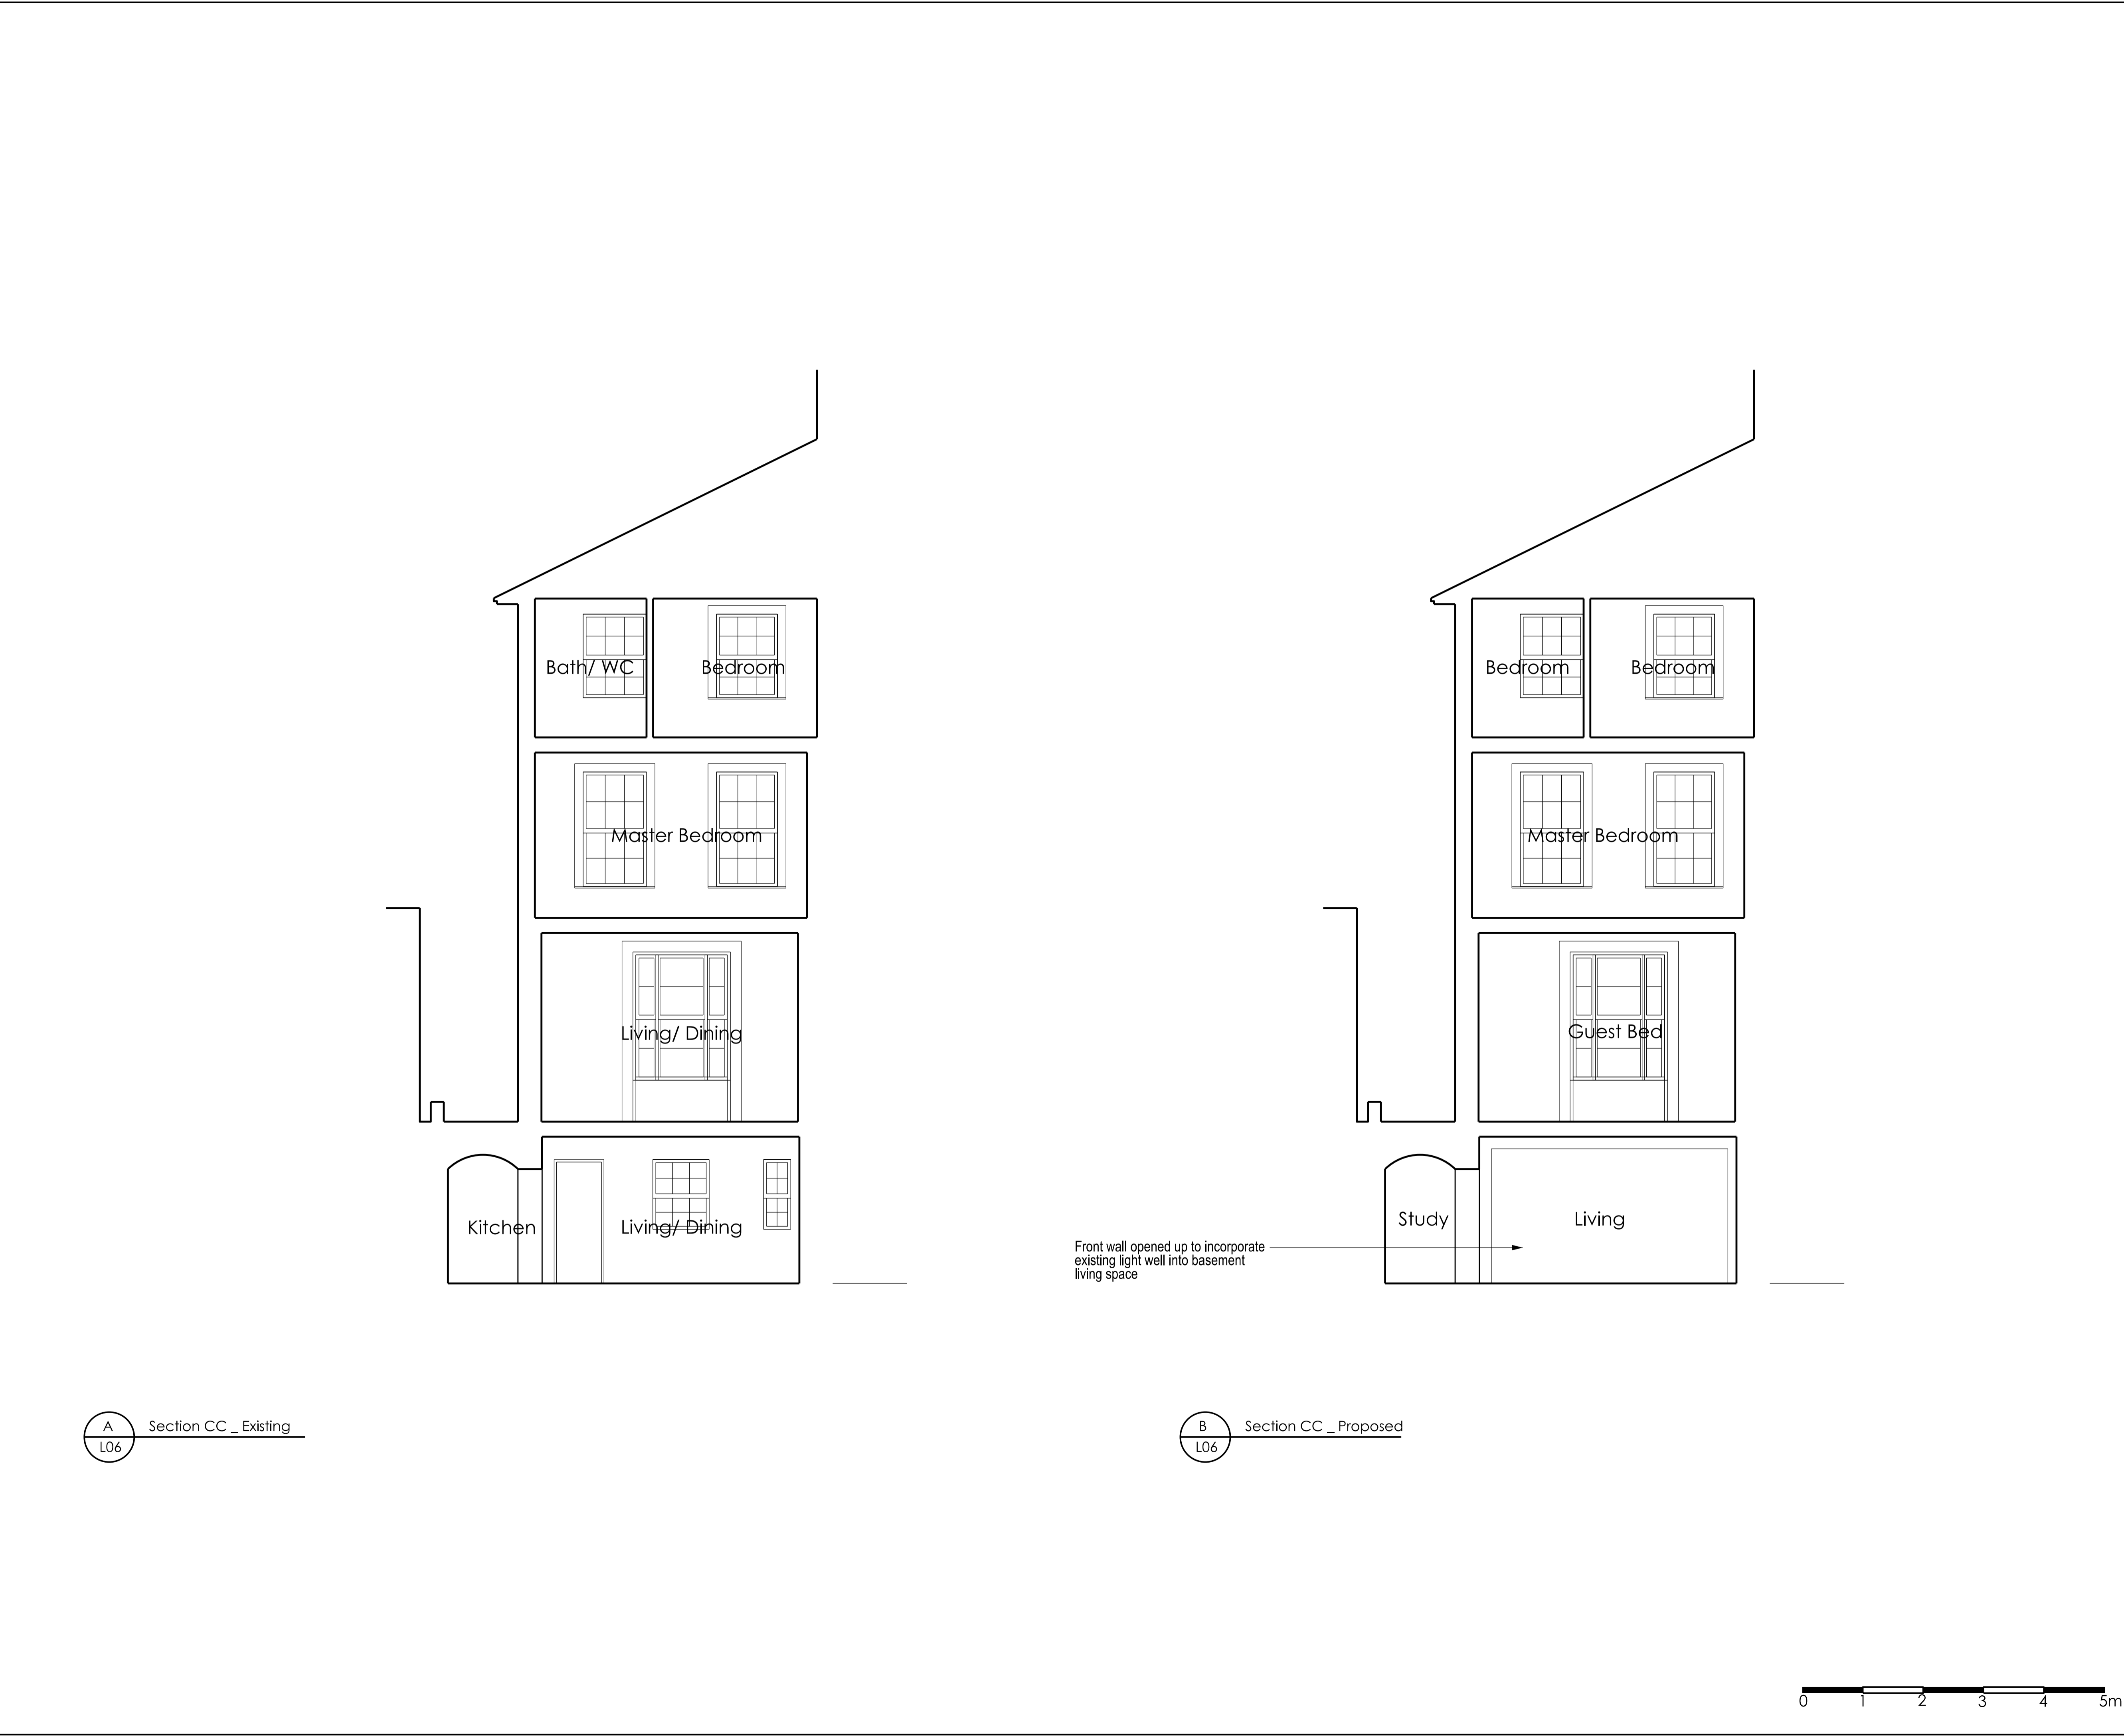 Bath/ WC
Bedroom
Master Bedroom
Living/ Dining
Kitchen
Living/ Dining
A
L06
Section CC _ Existing
Bedroom
Bedroom
Master Bedroom
Guest Bed
Study
Living
Front wall opened up to incorporate
existing light well into basement
living space
B
L06
Section CC _ Proposed
0 1 2 3 4 5m